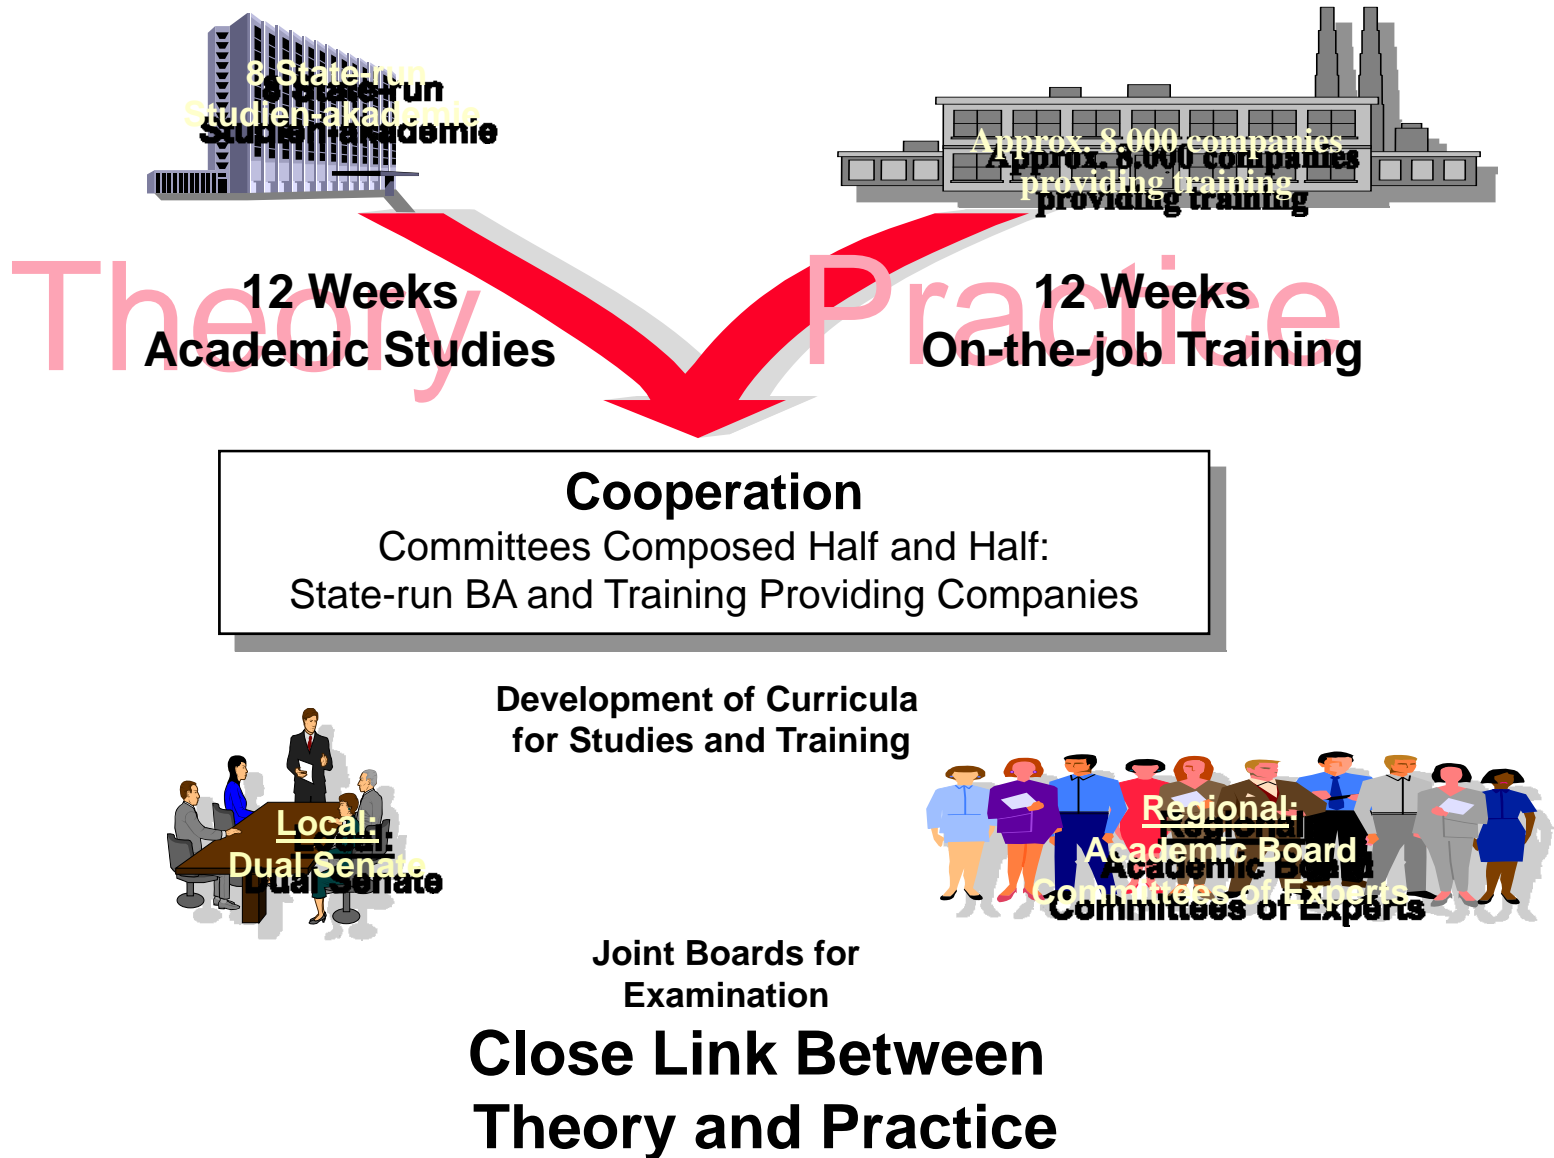 8 State-run
Studien-akademie
Approx. 8.000 companies
providing training
Theory
12 Weeks
Academic Studies
Practice
12 Weeks
On-the-job Training
Cooperation
Committees Composed Half and Half:
State-run BA and Training Providing Companies
Development of Curricula
for Studies and Training
Local:
Dual Senate
Regional:
Academic Board
Committees of Experts
Joint Boards for
Examination
Close Link Between
Theory and Practice